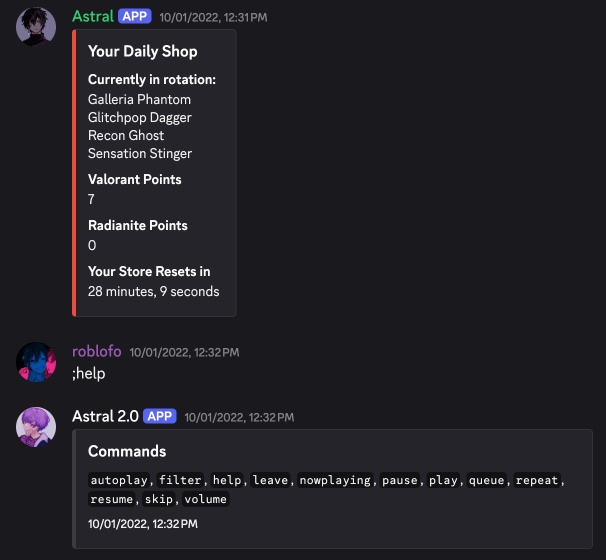 Astral APP 10/01/2022, 12:31 PM
Your Daily Shop
Currently in rotation:
Galleria Phantom
Glitchpop Dagger
Recon Ghost
Sensation Stinger
Valorant Points
7
Radianite Points
0
Your Store Resets in
28 minutes, 9 seconds
roblofo 10/01/2022, 12:32 PM
;help
Astral 2.0 APP 10/01/2022, 12:32 PM
Commands
autoplay, filter, help, leave, nowplaying, pause, play, queue, repeat,
resume, skip, volume
10/01/2022, 12:32 PM